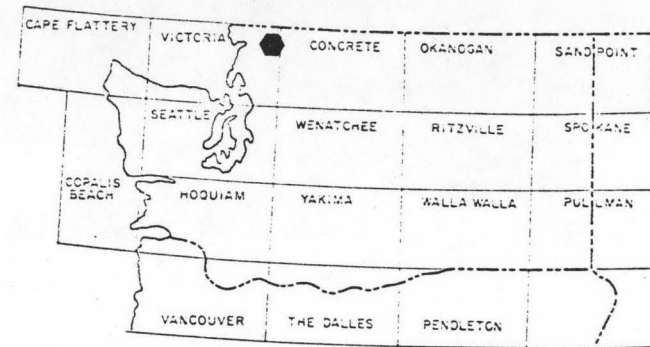 CAPE FLATTERY VICTORIA CONCRETE OKANOGAN SANDPOINT
SEATTLE WENATCHEE RITZVILLE SPOKANE
COPALIS BEACH HOQUIAM YAKIMA WALLA WALLA PULLMAN
VANCOUVER THE DALLES PENDLETON